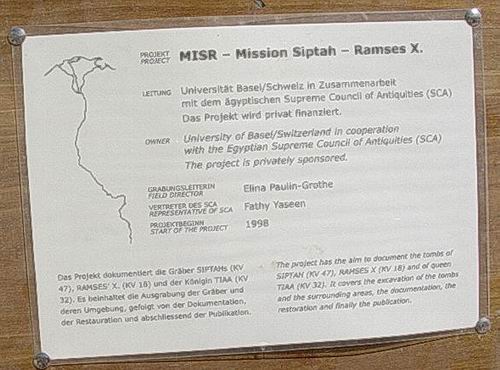 PROJEKT
PROJECT
MISR – Mission Siptah – Ramses X.
LEITUNG
Universität Basel/Schweiz in Zusammenarbeit
mit dem ägyptischen Supreme Council of Antiquities (SCA)
Das Projekt wird privat finanziert.
OWNER
University of Basel/Switzerland in cooperation
with the Egyptian Supreme Council of Antiquities (SCA)
The project is privately sponsored.
GRABUNGSLEITERIN
FIELD DIRECTOR
Elina Paulin-Grothe
VERTRETER DES SCA
REPRESENTATIVE OF SCA
Fathy Yaseen
PROJEKTBEGINN
START OF THE PROJECT
1998
Das Projekt dokumentiert die Gräber SIPTAHs (KV
47), RAMSES' X. (KV 18) und der Königin TIAA (KV
32). Es beinhaltet die Ausgrabung der Gräber und
deren Umgebung, gefolgt von der Dokumentation,
der Restauration und abschliessend der Publikation.
The project has the aim to document the tombs of
SIPTAH (KV 47), RAMSES X (KV 18) and of queen
TIAA (KV 32). It covers the excavation of the tombs
and the surrounding areas, the documentation, the
restoration and finally the publication.